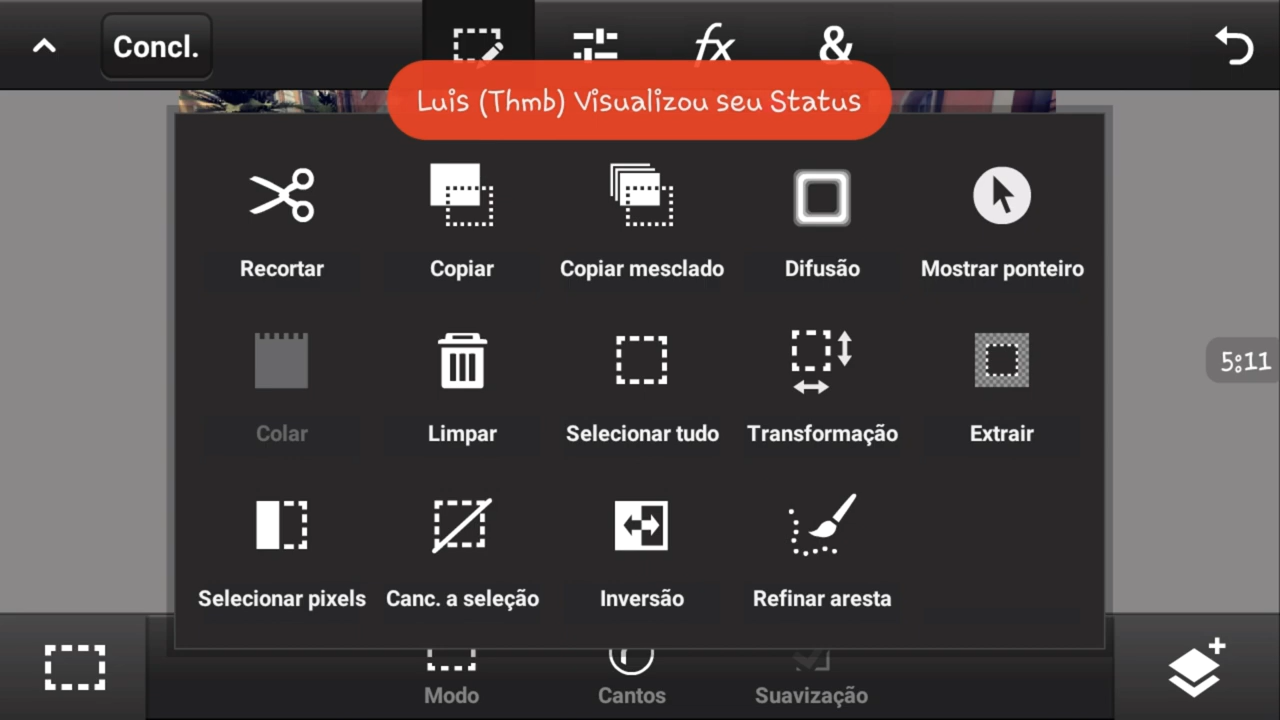 Concl.
fx
&
Luis (Thmb) Visualizou seu Status
Recortar
Copiar
Copiar mesclado
Difusão
Mostrar ponteiro
5:11
Colar
Limpar
Selecionar tudo
Transformação
Extrair
Selecionar pixels
Canc. a seleção
Inversão
Refinar aresta
Modo
Cantos
Suavização